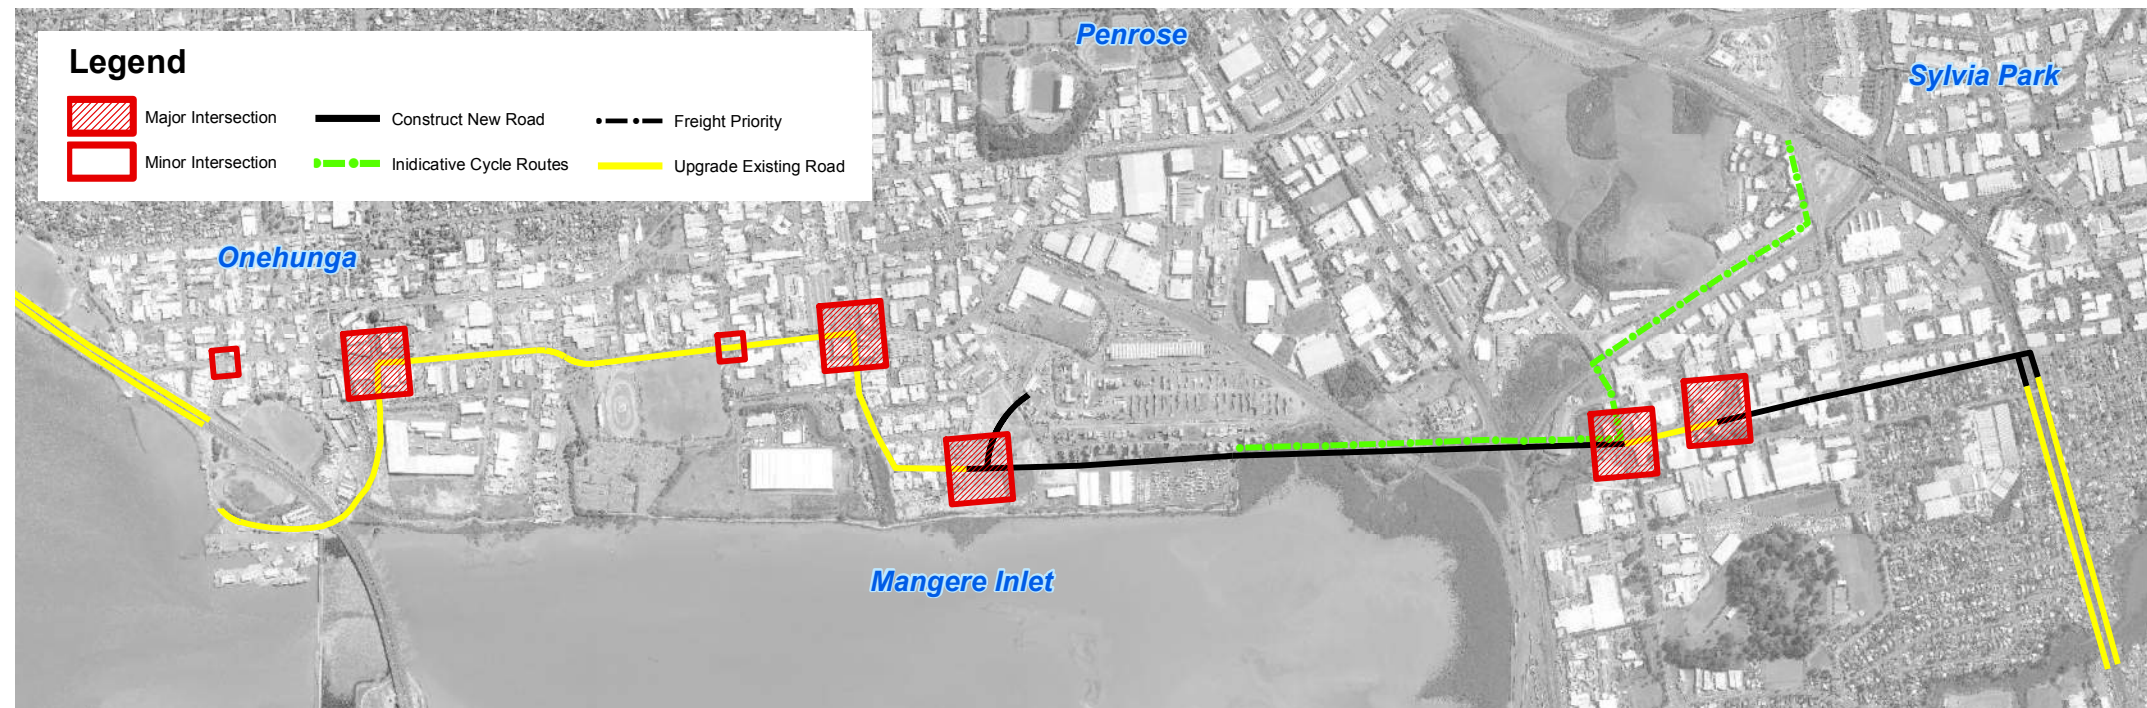 Penrose
Legend
Sylvia Park
Major Intersection
Construct New Road
Freight Priority
Minor Intersection
Inidicative Cycle Routes
Upgrade Existing Road
Onehunga
Mangere Inlet